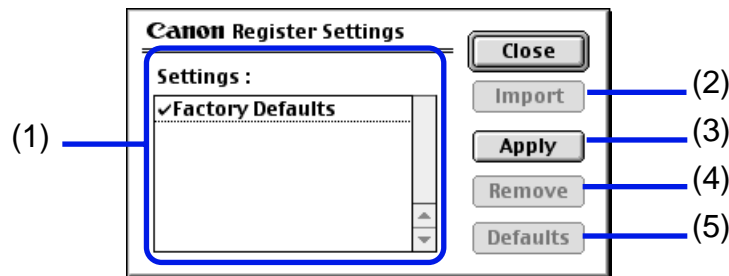 Canon Register Settings
Close
Settings :
Import
(2)
✓Factory Defaults
(1)
Apply
(3)
Remove
(4)
Defaults
(5)